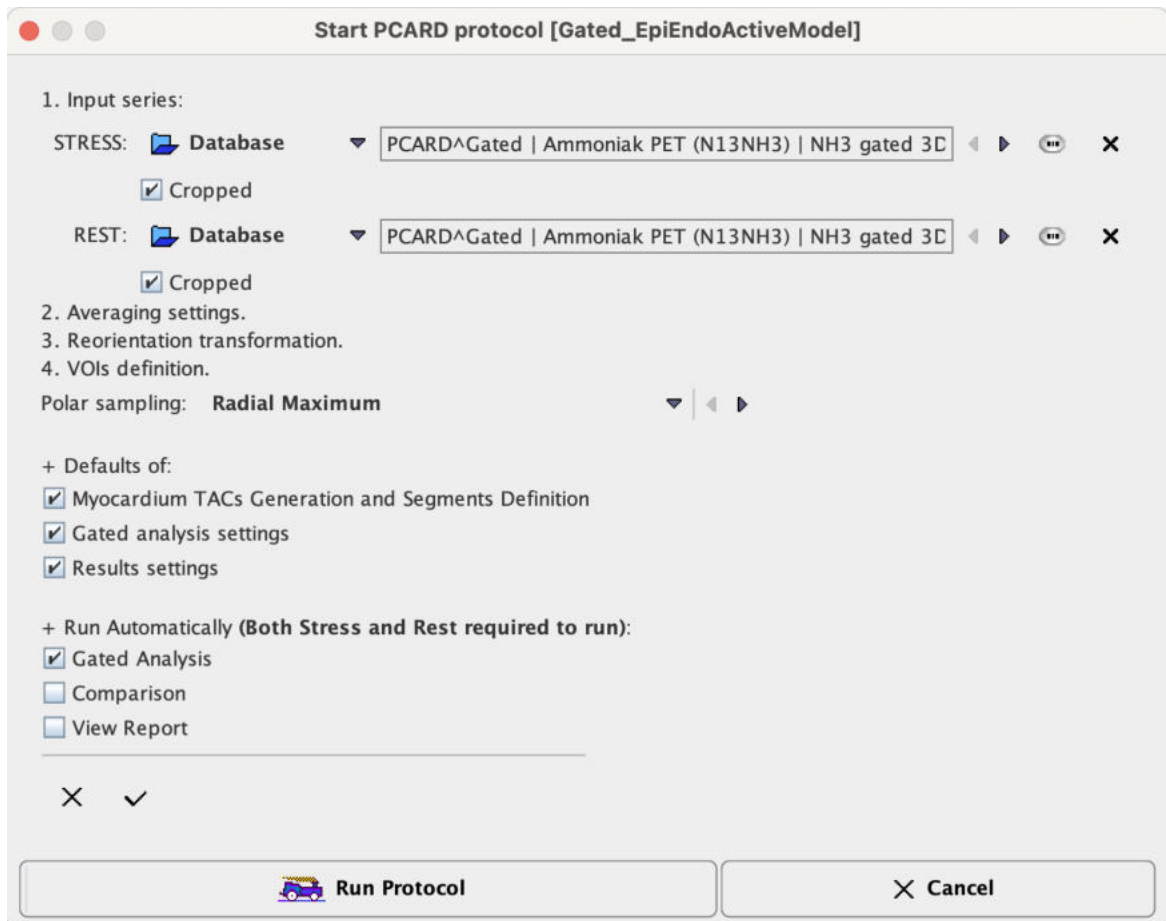 Start PCARD protocol [Gated_EpiEndoActiveModel]
1. Input series:
STRESS: Database PCARD^Gated | Ammoniak PET (N13NH3) | NH3 gated 3D
Cropped
REST: Database PCARD^Gated | Ammoniak PET (N13NH3) | NH3 gated 3D
Cropped
2. Averaging settings.
3. Reorientation transformation.
4. VOIs definition.
Polar sampling: Radial Maximum
+ Defaults of:
Myocardium TACs Generation and Segments Definition
Gated analysis settings
Results settings
+ Run Automatically (Both Stress and Rest required to run):
Gated Analysis
Comparison
View Report
Run Protocol Cancel